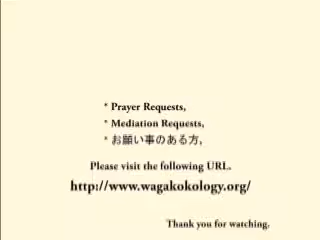 * Prayer Requests,
* Mediation Requests,
* お願い事のある方,
Please visit the following URL.
http://www.wagakokology.org/
Thank you for watching.